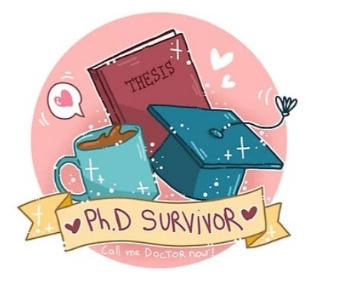 THESIS
Ph.D SURVIVOR
Call me DOCTOR now!